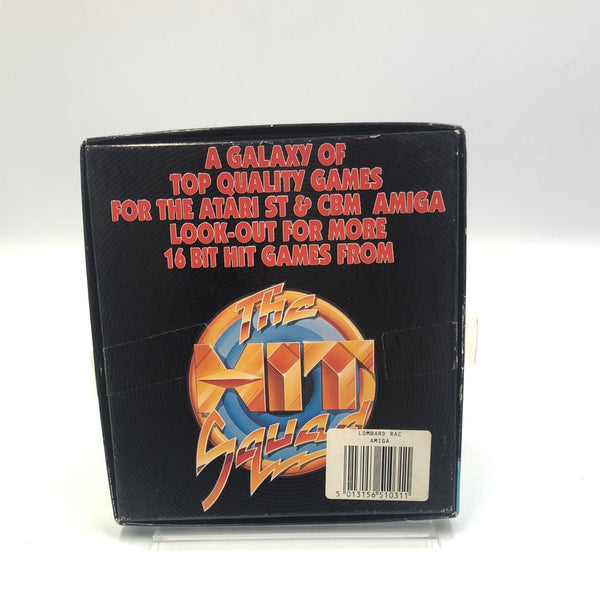 A GALAXY OF
TOP QUALITY GAMES
FOR THE ATARI ST & CBM AMIGA
LOOK-OUT FOR MORE
16 BIT HIT GAMES FROM
The
HIT
Squad
LOMBARD RAC
AMIGA
5 013156 510311